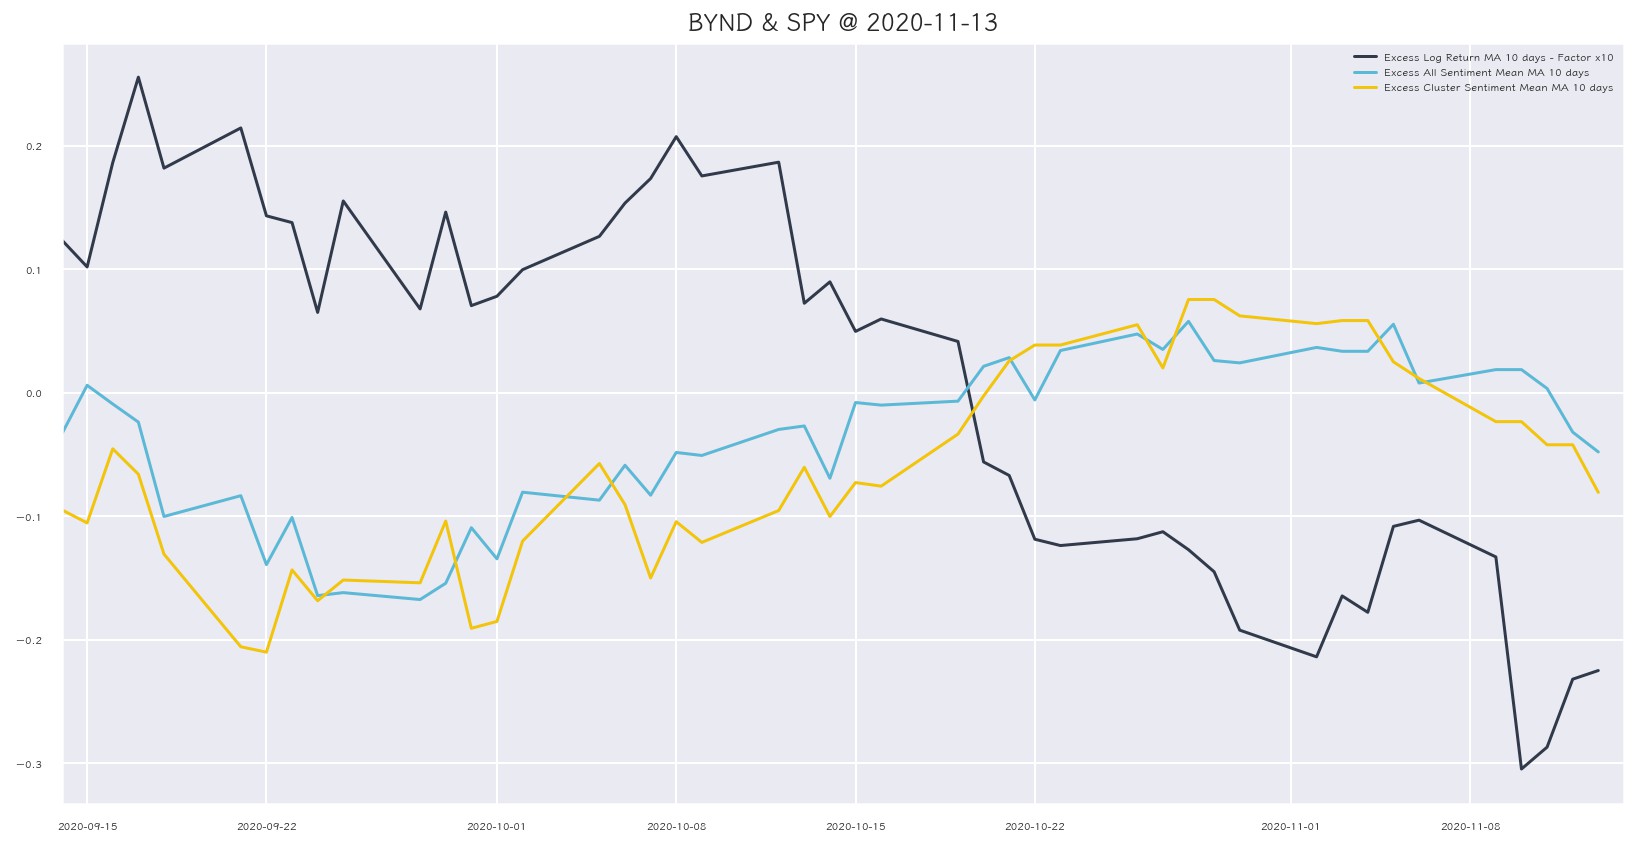 BYND & SPY @ 2020-11-13
Excess Log Return MA 10 days - Factor x10
Excess All Sentiment Mean MA 10 days
Excess Cluster Sentiment Mean MA 10 days
0.2
0.1
0.0
−0.1
−0.2
−0.3
2020-09-15 2020-09-22 2020-10-01 2020-10-08 2020-10-15 2020-10-22 2020-11-01 2020-11-08